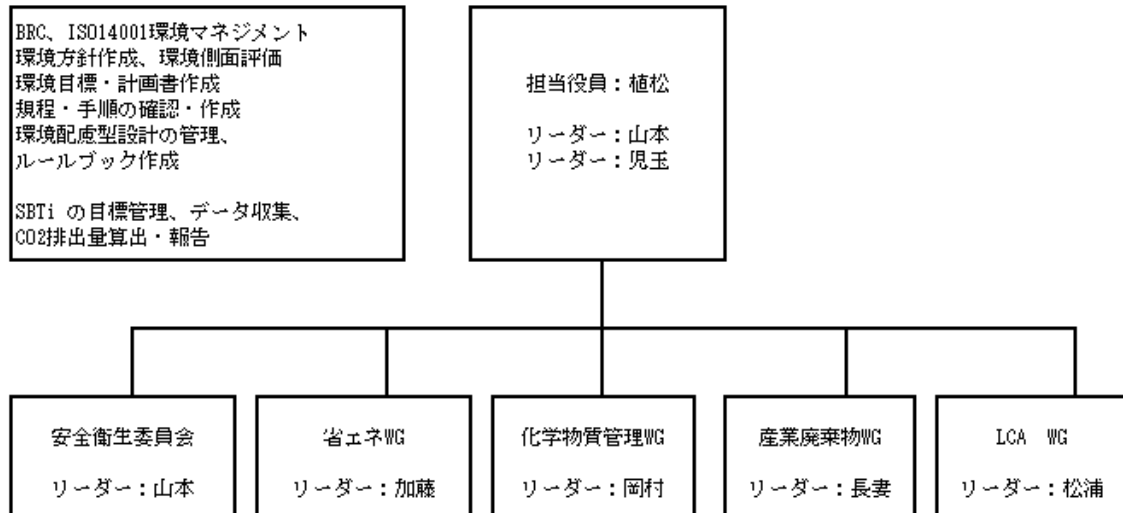 BRC、ISO14001環境マネジメント
環境方針作成、環境側面評価
環境目標・計画書作成
規程・手順の確認・作成
環境配慮型設計の管理、
ルールブック作成
SBTi の目標管理、データ収集、
CO2排出量算出・報告
担当役員：植松
リーダー：山本
リーダー：児玉
安全衛生委員会
リーダー：山本
省エネWG
リーダー：加藤
化学物質管理WG
リーダー：岡村
産業廃棄物WG
リーダー：長妻
LCA　WG
リーダー：松浦